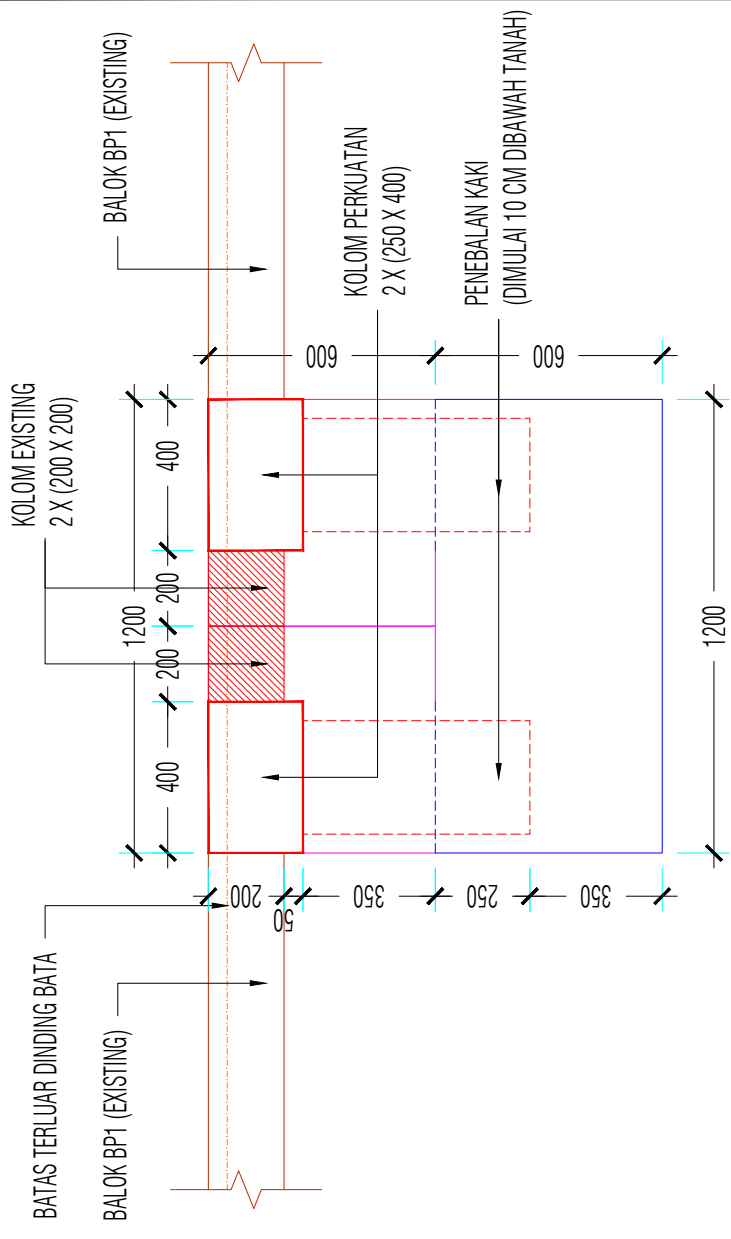 KOLOM EXISTING
2 X (200 X 200)
BATAS TERLUAR DINDING BATA
BALOK BP1 (EXISTING)
BALOK BP1 (EXISTING)
1200
400
200
200
400
KOLOM PERKUATAN
2 X (250 X 400)
PENEBALAN KAKI
(DIMULAI 10 CM DIBAWAH TANAH)
200
50
350
250
350
600
600
1200